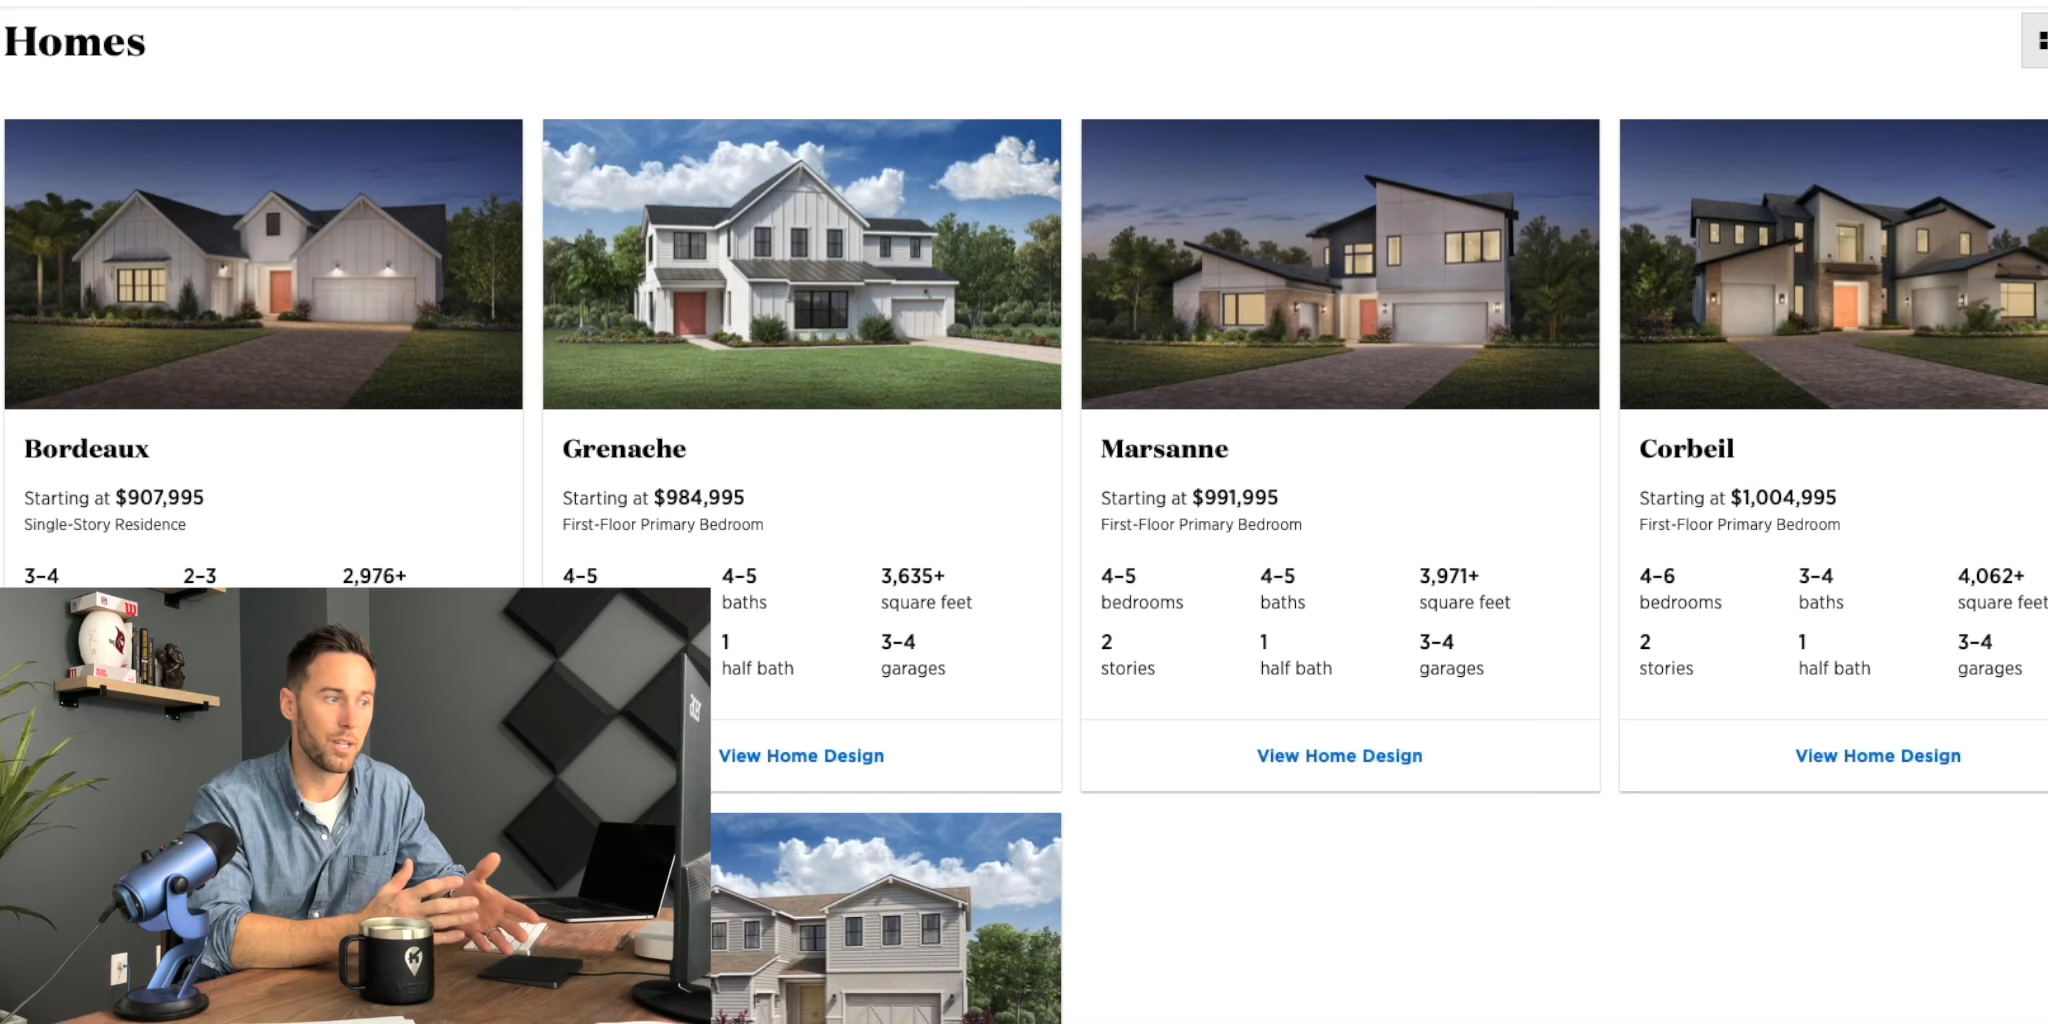 Homes
Bordeaux
Starting at $907,995
Single-Story Residence
3–4
2–3
2,976+
Grenache
Starting at $984,995
First-Floor Primary Bedroom
4–5
4–5
baths
3,635+
square feet
1
half bath
3–4
garages
View Home Design
Marsanne
Starting at $991,995
First-Floor Primary Bedroom
4–5
bedrooms
4–5
baths
3,971+
square feet
2
stories
1
half bath
3–4
garages
View Home Design
Corbeil
Starting at $1,004,995
First-Floor Primary Bedroom
4–6
bedrooms
3–4
baths
4,062+
square feet
2
stories
1
half bath
3–4
garages
View Home Design
acer